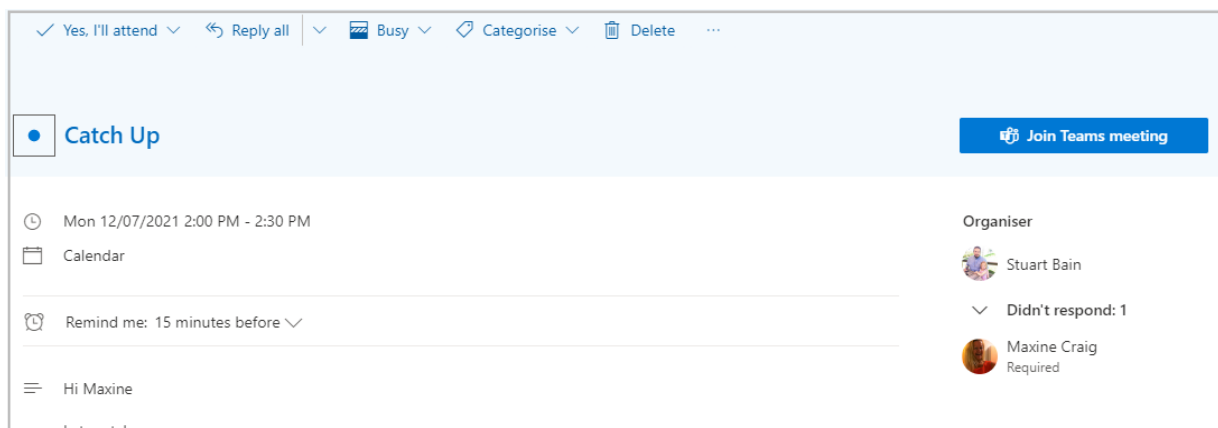 Yes, I'll attend Reply all Busy Categorise Delete ...
Catch Up
Join Teams meeting
Mon 12/07/2021 2:00 PM - 2:30 PM
Calendar
Remind me: 15 minutes before
Hi Maxine
Organiser
Stuart Bain
Didn't respond: 1
Maxine Craig
Required